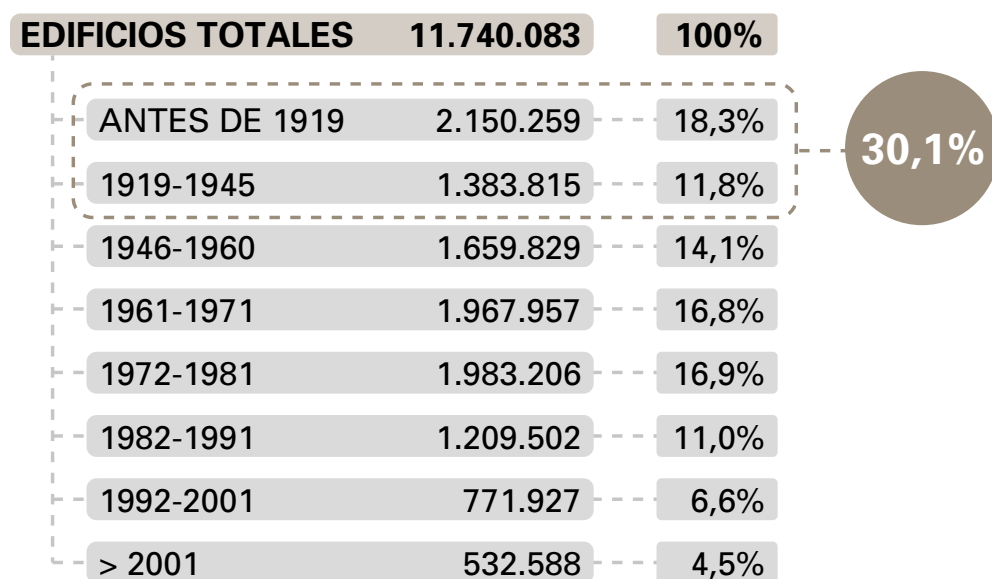 EDIFICIOS TOTALES 11.740.083 100%
ANTES DE 1919 2.150.259 18,3%
30,1%
1919-1945 1.383.815 11,8%
1946-1960 1.659.829 14,1%
1961-1971 1.967.957 16,8%
1972-1981 1.983.206 16,9%
1982-1991 1.209.502 11,0%
1992-2001 771.927 6,6%
> 2001 532.588 4,5%